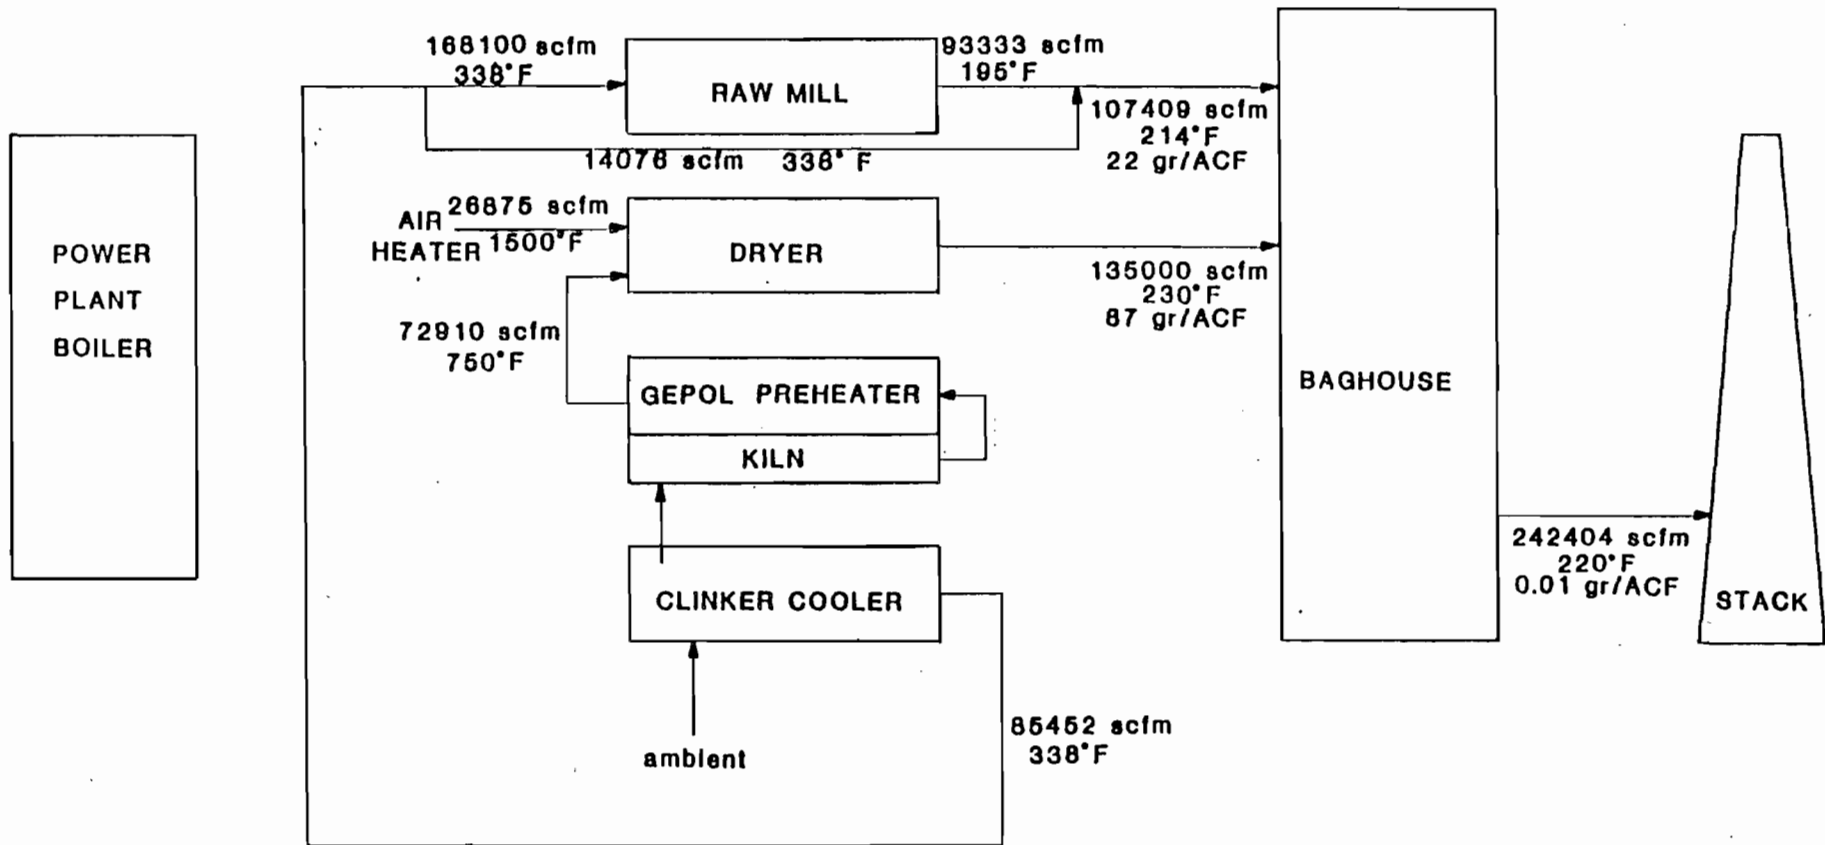 168100 scfm
338°F
RAW MILL
93333 scfm
195°F
107409 scfm
214°F
22 gr/ACF
14076 scfm 338°F
POWER
PLANT
BOILER
AIR
HEATER
26875 scfm
1500°F
DRYER
135000 scfm
230°F
87 gr/ACF
72910 scfm
750°F
GEPOL PREHEATER
KILN
BAGHOUSE
CLINKER COOLER
ambient
85452 scfm
338°F
242404 scfm
220°F
0.01 gr/ACF
STACK